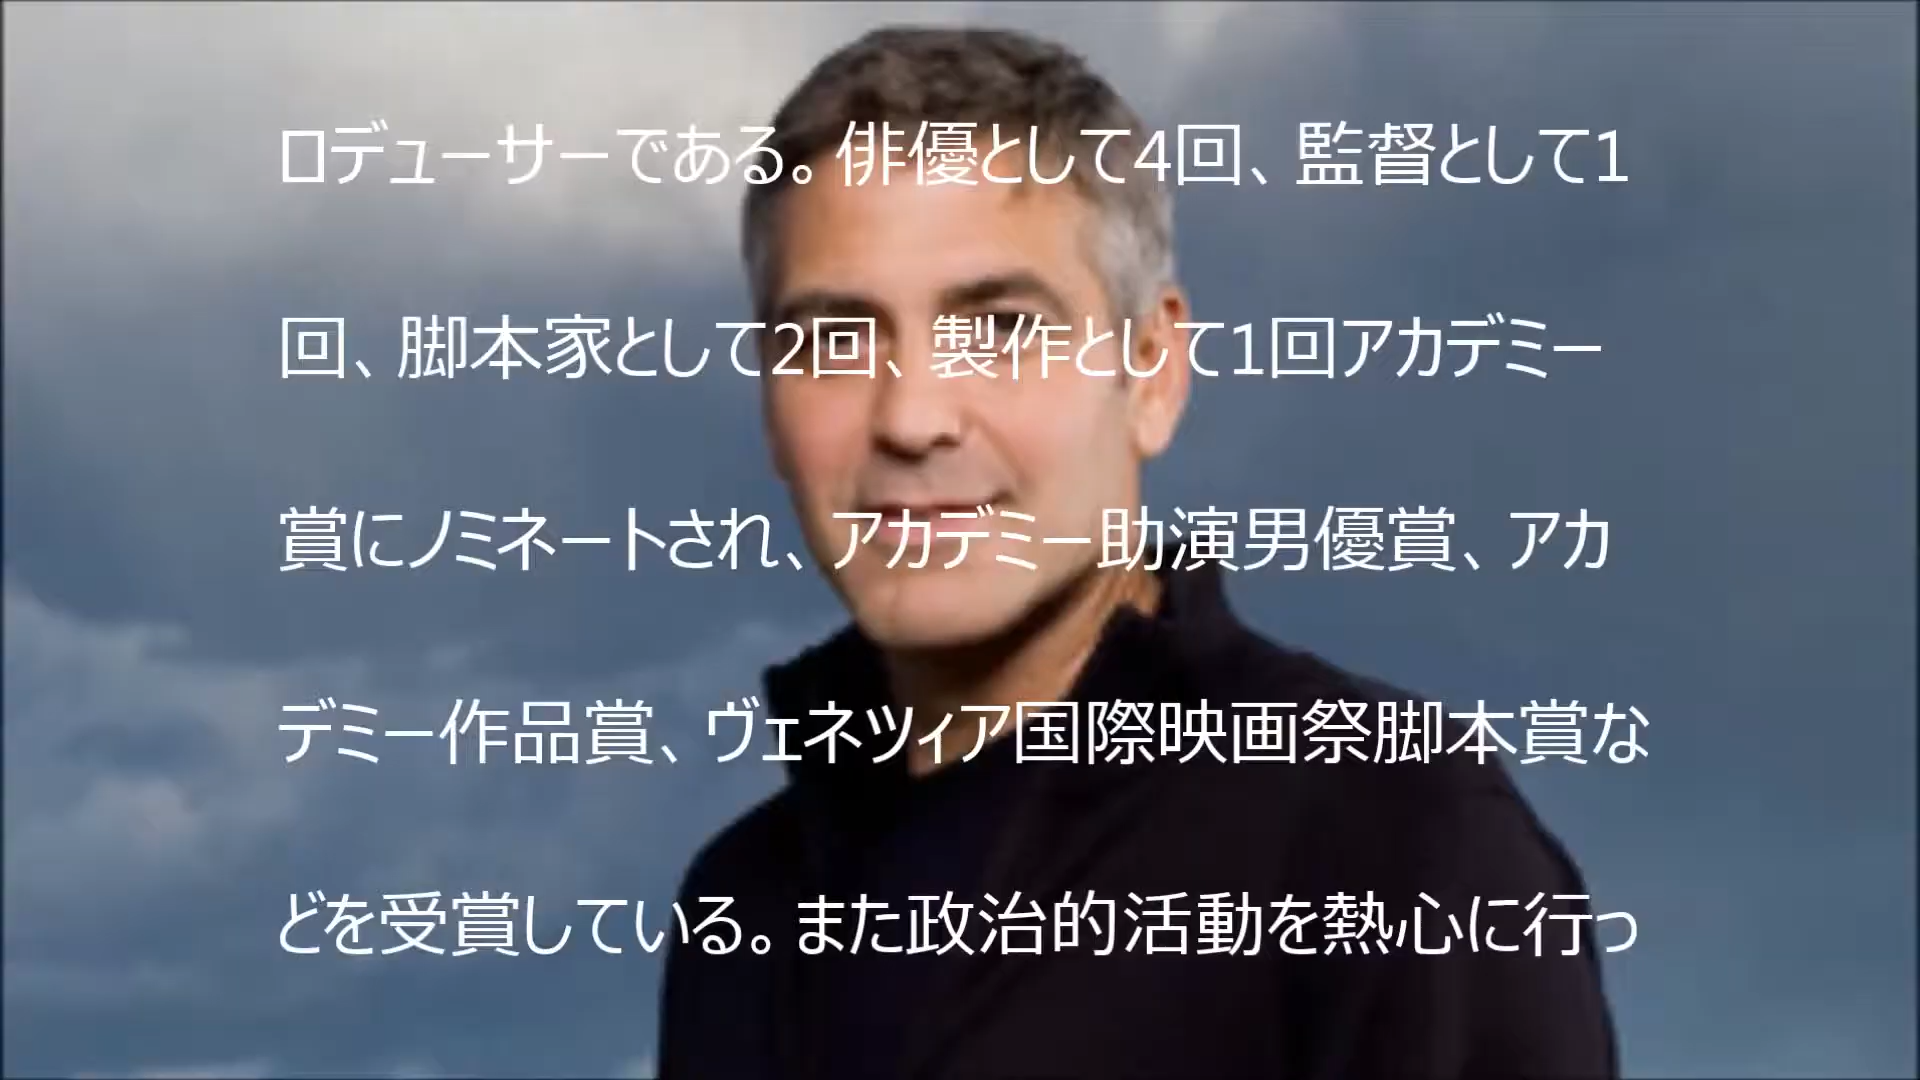 ロデューサーである。俳優として4回、監督として1
回、脚本家として2回、製作として1回アカデミー
賞にノミネートされ、アカデミー助演男優賞、アカ
デミー作品賞、ヴェネツィア国際映画祭脚本賞な
どを受賞している。また政治的活動を熱心に行っ